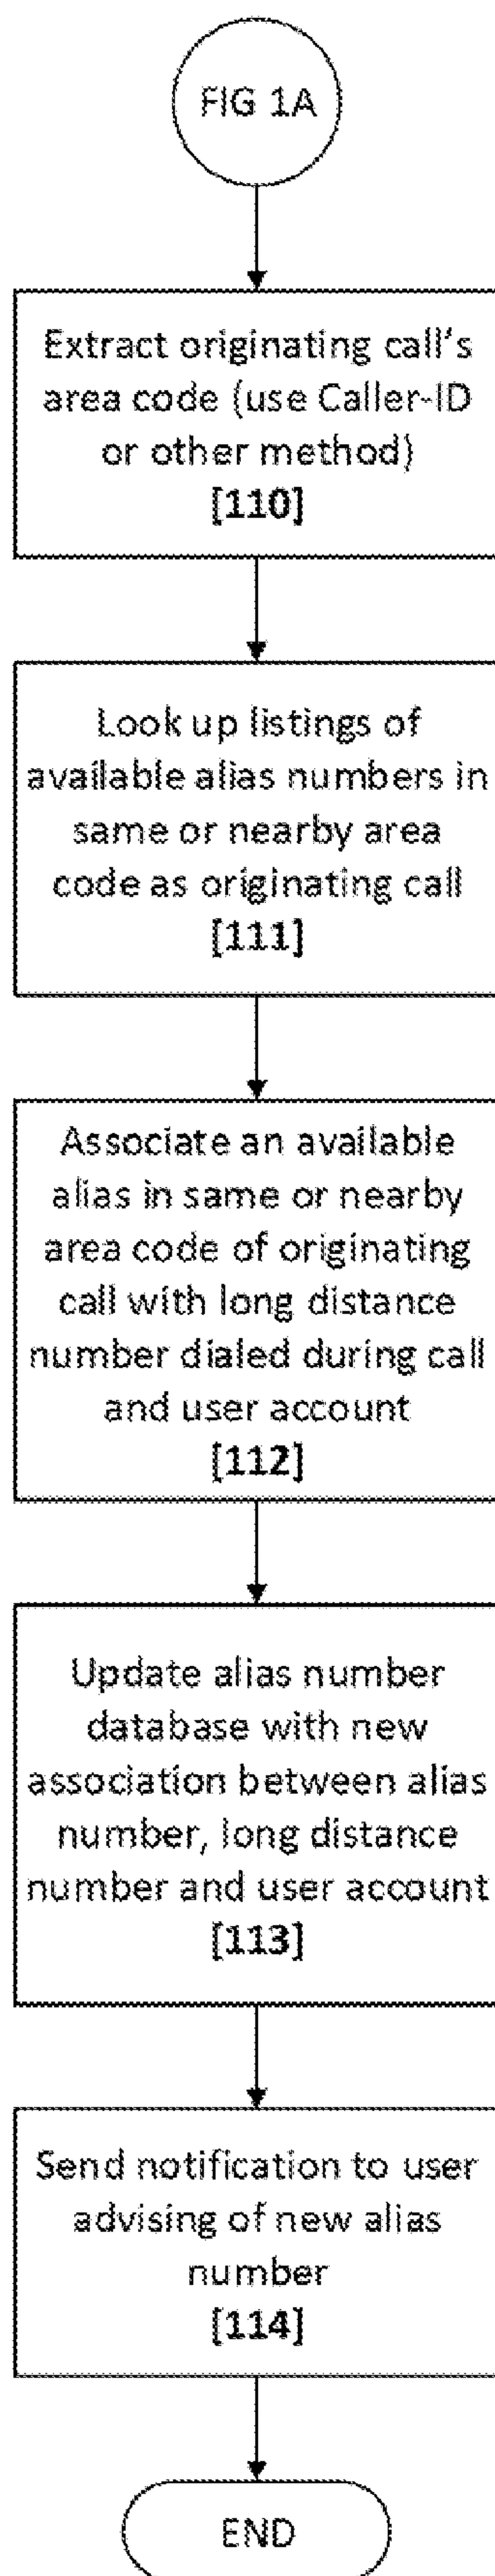 FIG 1A
Extract originating call's
area code (use Caller-ID
or other method)
[110]
Look up listings of
available alias numbers in
same or nearby area
code as originating call
[111]
Associate an available
alias in same or nearby
area code of originating
call with long distance
number dialed during call
and user account
[112]
Update alias number
database with new
association between alias
number, long distance
number and user account
[113]
Send notification to user
advising of new alias
number
[114]
END